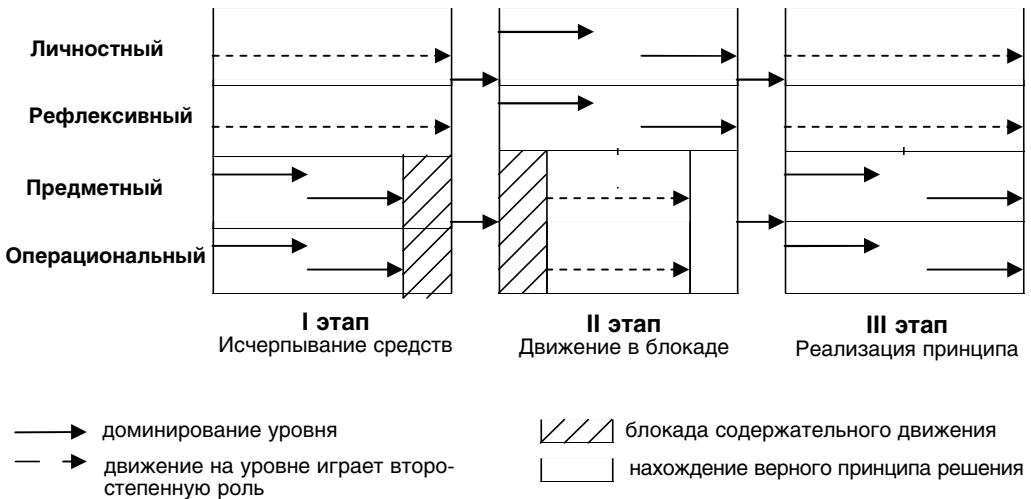 Личностный
Рефлексивный
Предметный
Операциональный
I этап
Исчерпывание средств
II этап
Движение в блокаде
III этап
Реализация принципа
доминирование уровня
движение на уровне играет второ-
степенную роль
блокада содержательного движения
нахождение верного принципа решения